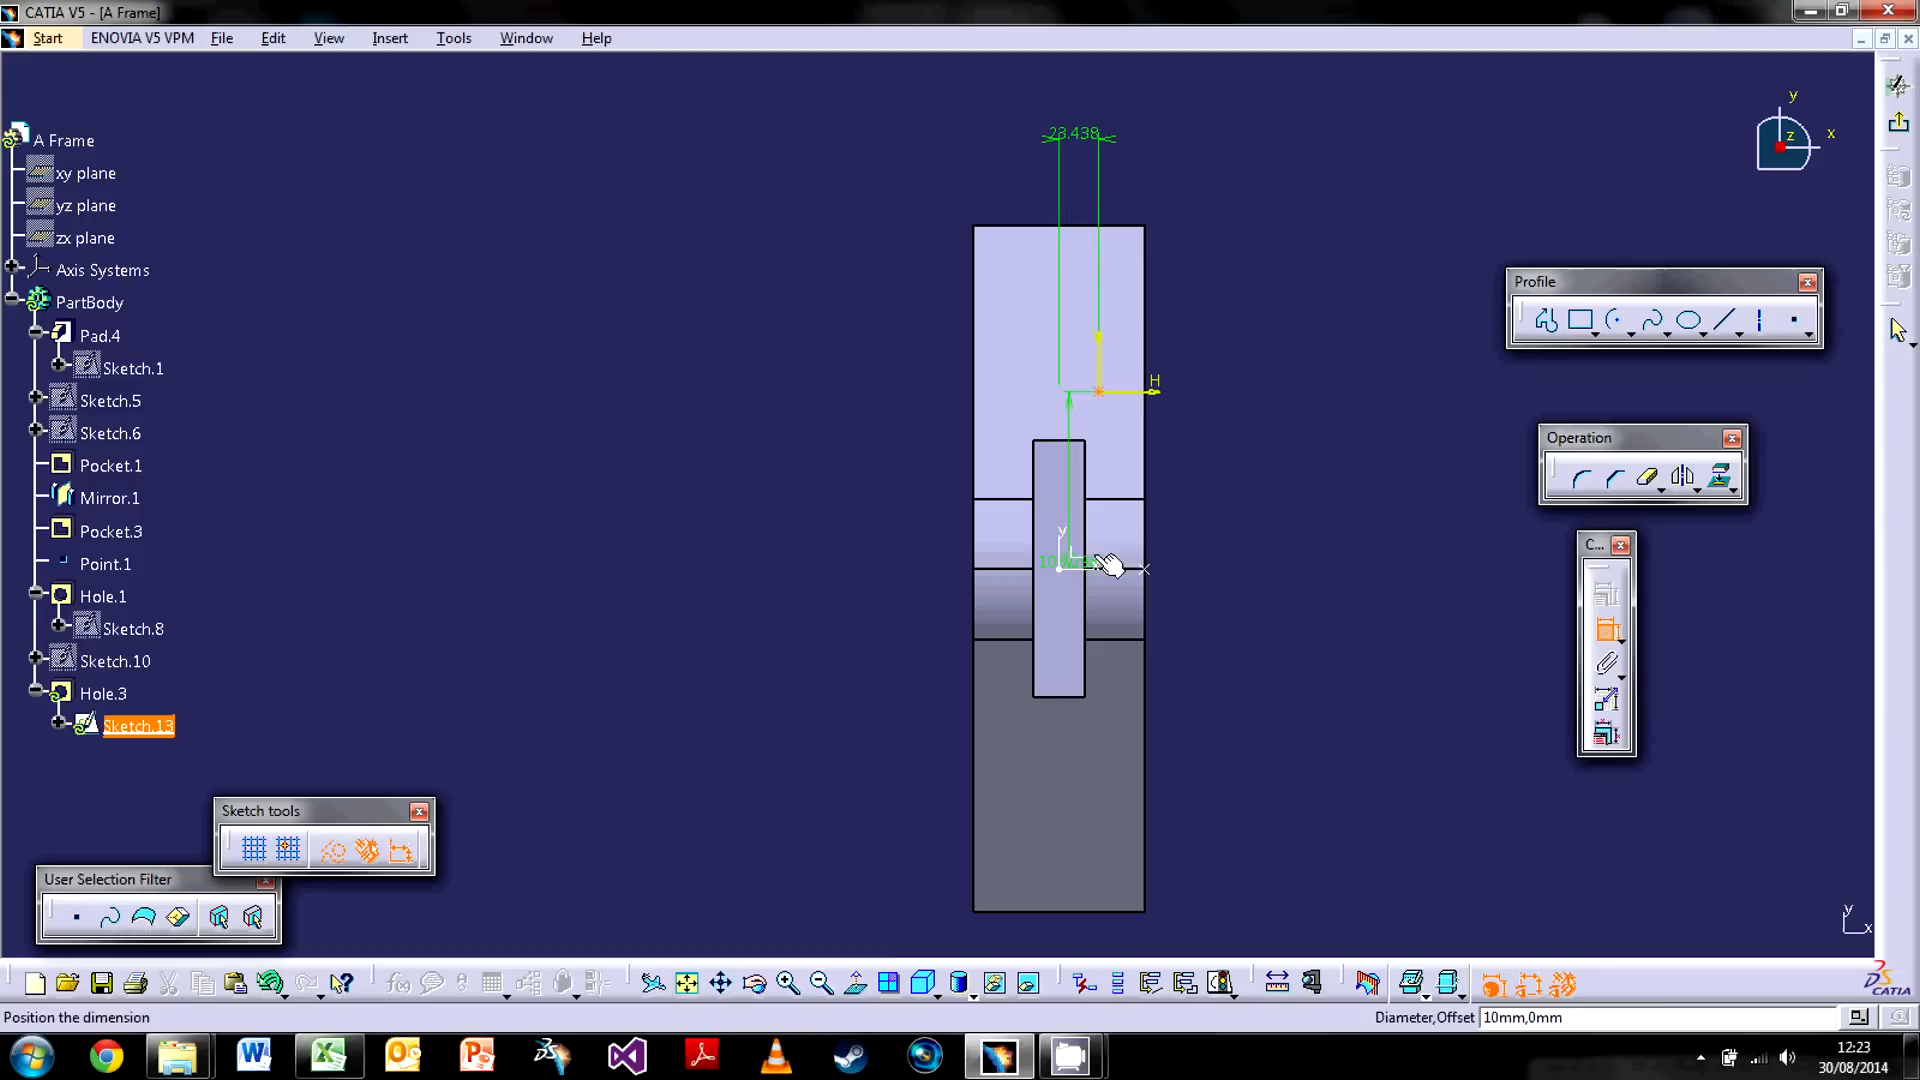 CATIA V5 - [A Frame]
Start
ENOVIA V5 VPM
File
Edit
View
Insert
Tools
Window
Help
A Frame
xy plane
yz plane
zx plane
Axis Systems
PartBody
Pad.4
Sketch.1
Sketch.5
Sketch.6
Pocket.1
Mirror.1
Pocket.3
Point.1
Hole.1
Sketch.8
Sketch.10
Hole.3
Sketch.13
23.438
H
y
y
x
z
Profile
Operation
C...
Sketch tools
User Selection Filter
y
x
CATIA
Position the dimension
Diameter,Offset
10mm,0mm
12:23
30/08/2014